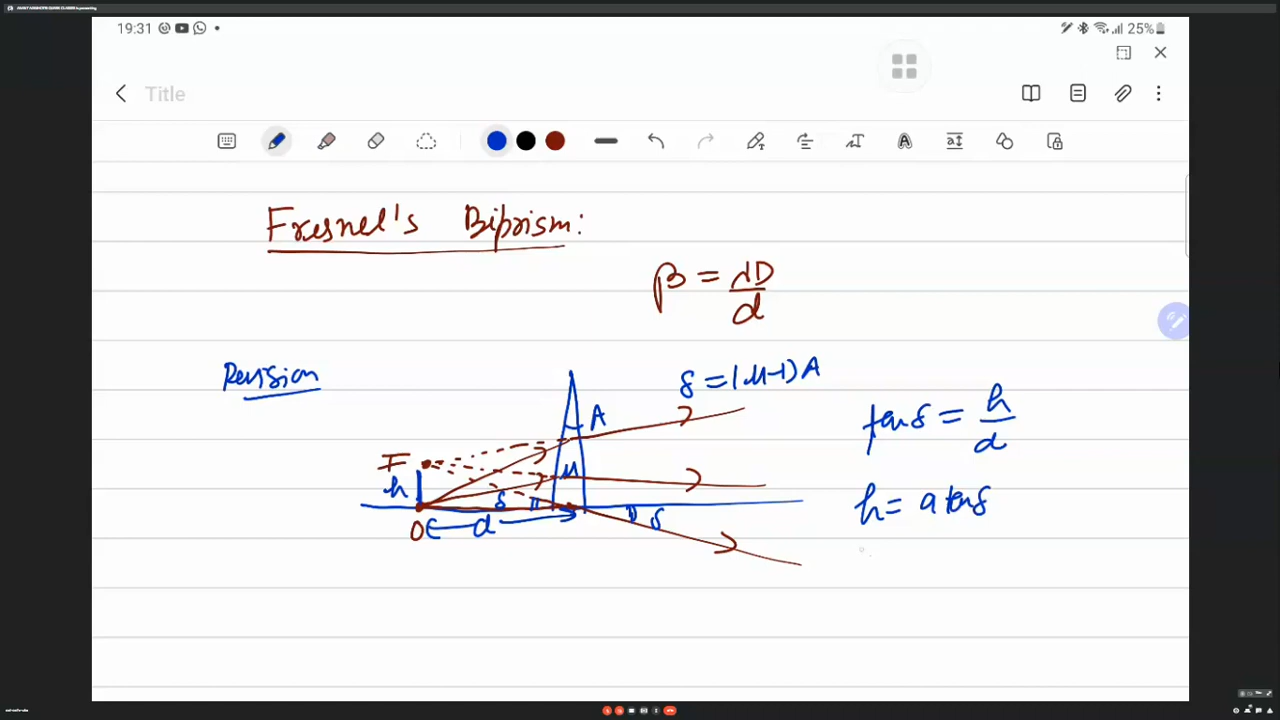 19:31
25%
Title
Fresnel's Biprism:
β = λD/d
Revision
δ = (μ-1) A
A
tanδ = h/d
I
μ
h
δ
h = a tanδ
O
d
δ